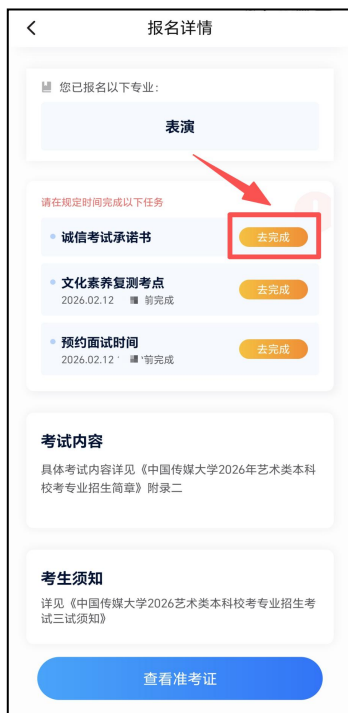 报名详情
您已报名以下专业：
表演
请在规定时间完成以下任务
诚信考试承诺书
去完成
文化素养复测考点
2026.02.12 前完成
去完成
预约面试时间
2026.02.12 前完成
去完成
考试内容
具体考试内容详见《中国传媒大学2026年艺术类本科
校考专业招生简章》附录二
考生须知
详见《中国传媒大学2026艺术类本科校考专业招生考
试三试须知》
查看准考证